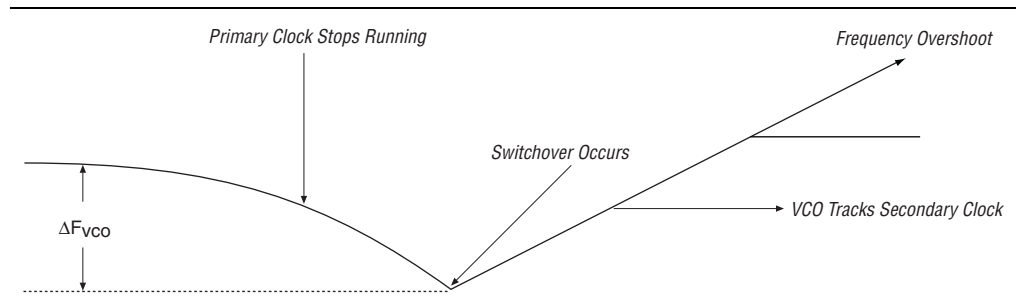 Primary Clock Stops Running
Frequency Overshoot
Switchover Occurs
VCO Tracks Secondary Clock
ΔFVCO